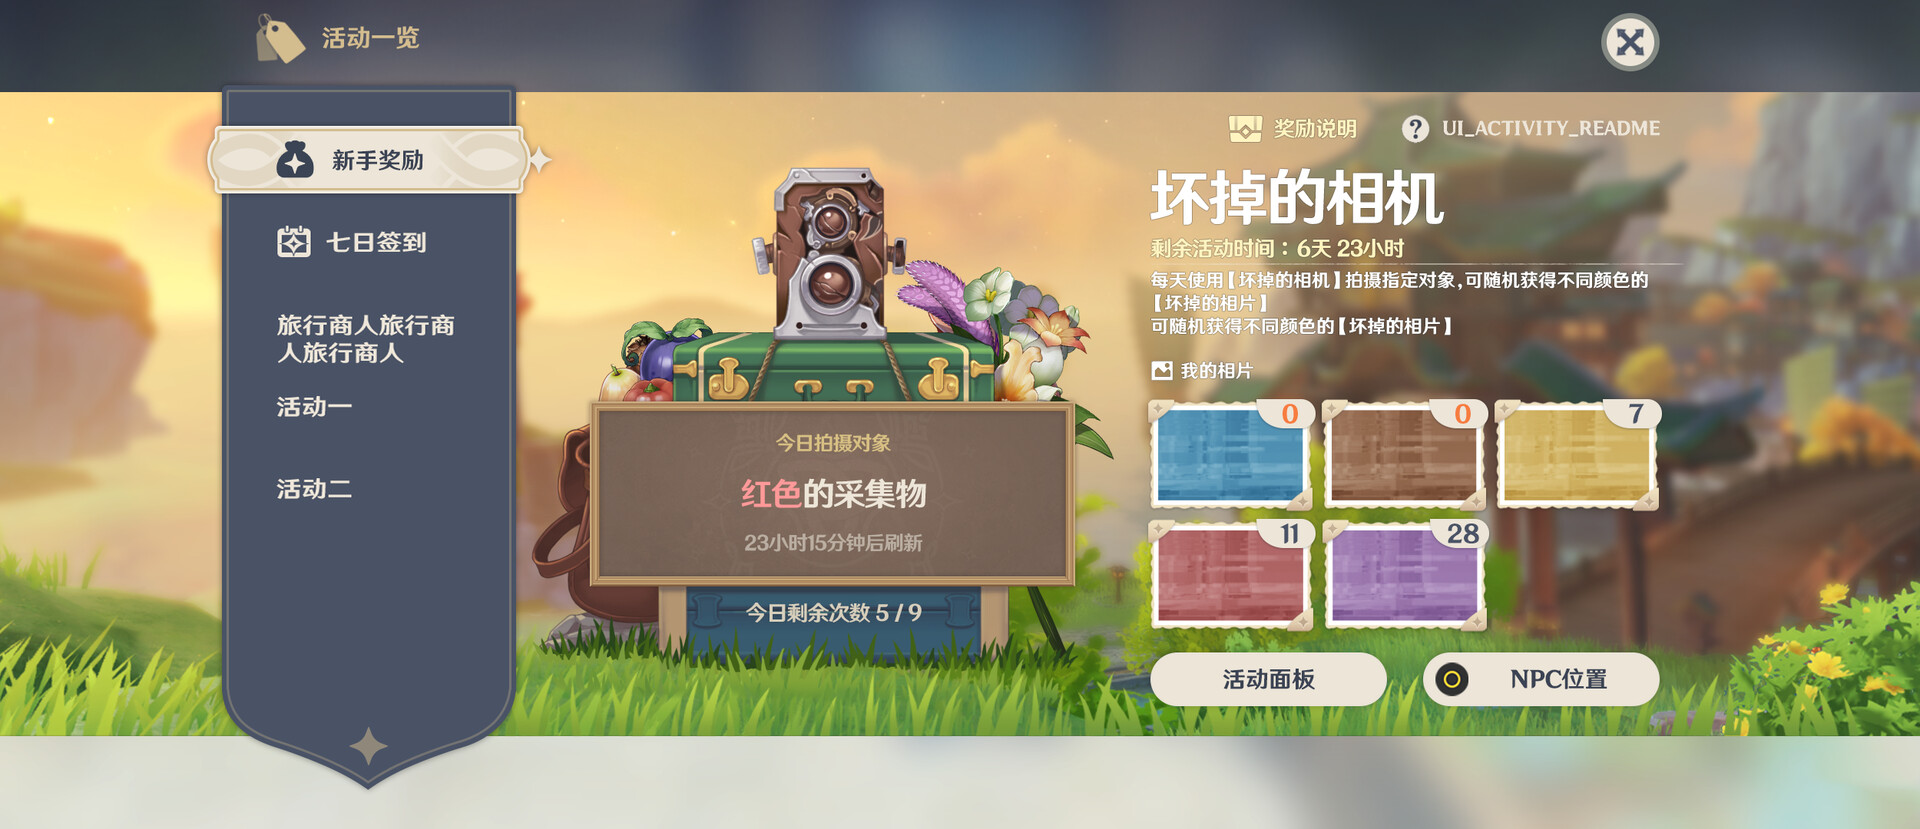 活动一览
新手奖励
七日签到
旅行商人旅行商
人旅行商人
活动一
活动二
今日拍摄对象
红色的采集物
23小时15分钟后刷新
今日剩余次数 5 / 9
奖励说明
? UI_ACTIVITY_README
坏掉的相机
剩余活动时间：6天 23小时
每天使用【坏掉的相机】拍摄指定对象，可随机获得不同颜色的
【坏掉的相片】
可随机获得不同颜色的【坏掉的相片】
我的相片
0
0
7
11
28
活动面板
NPC位置